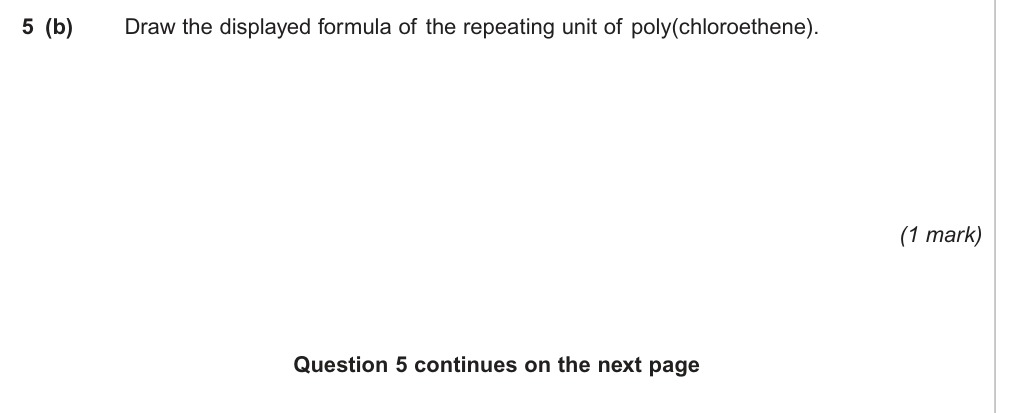 5 (b) Draw the displayed formula of the repeating unit of poly(chloroethene).
(1 mark)
Question 5 continues on the next page